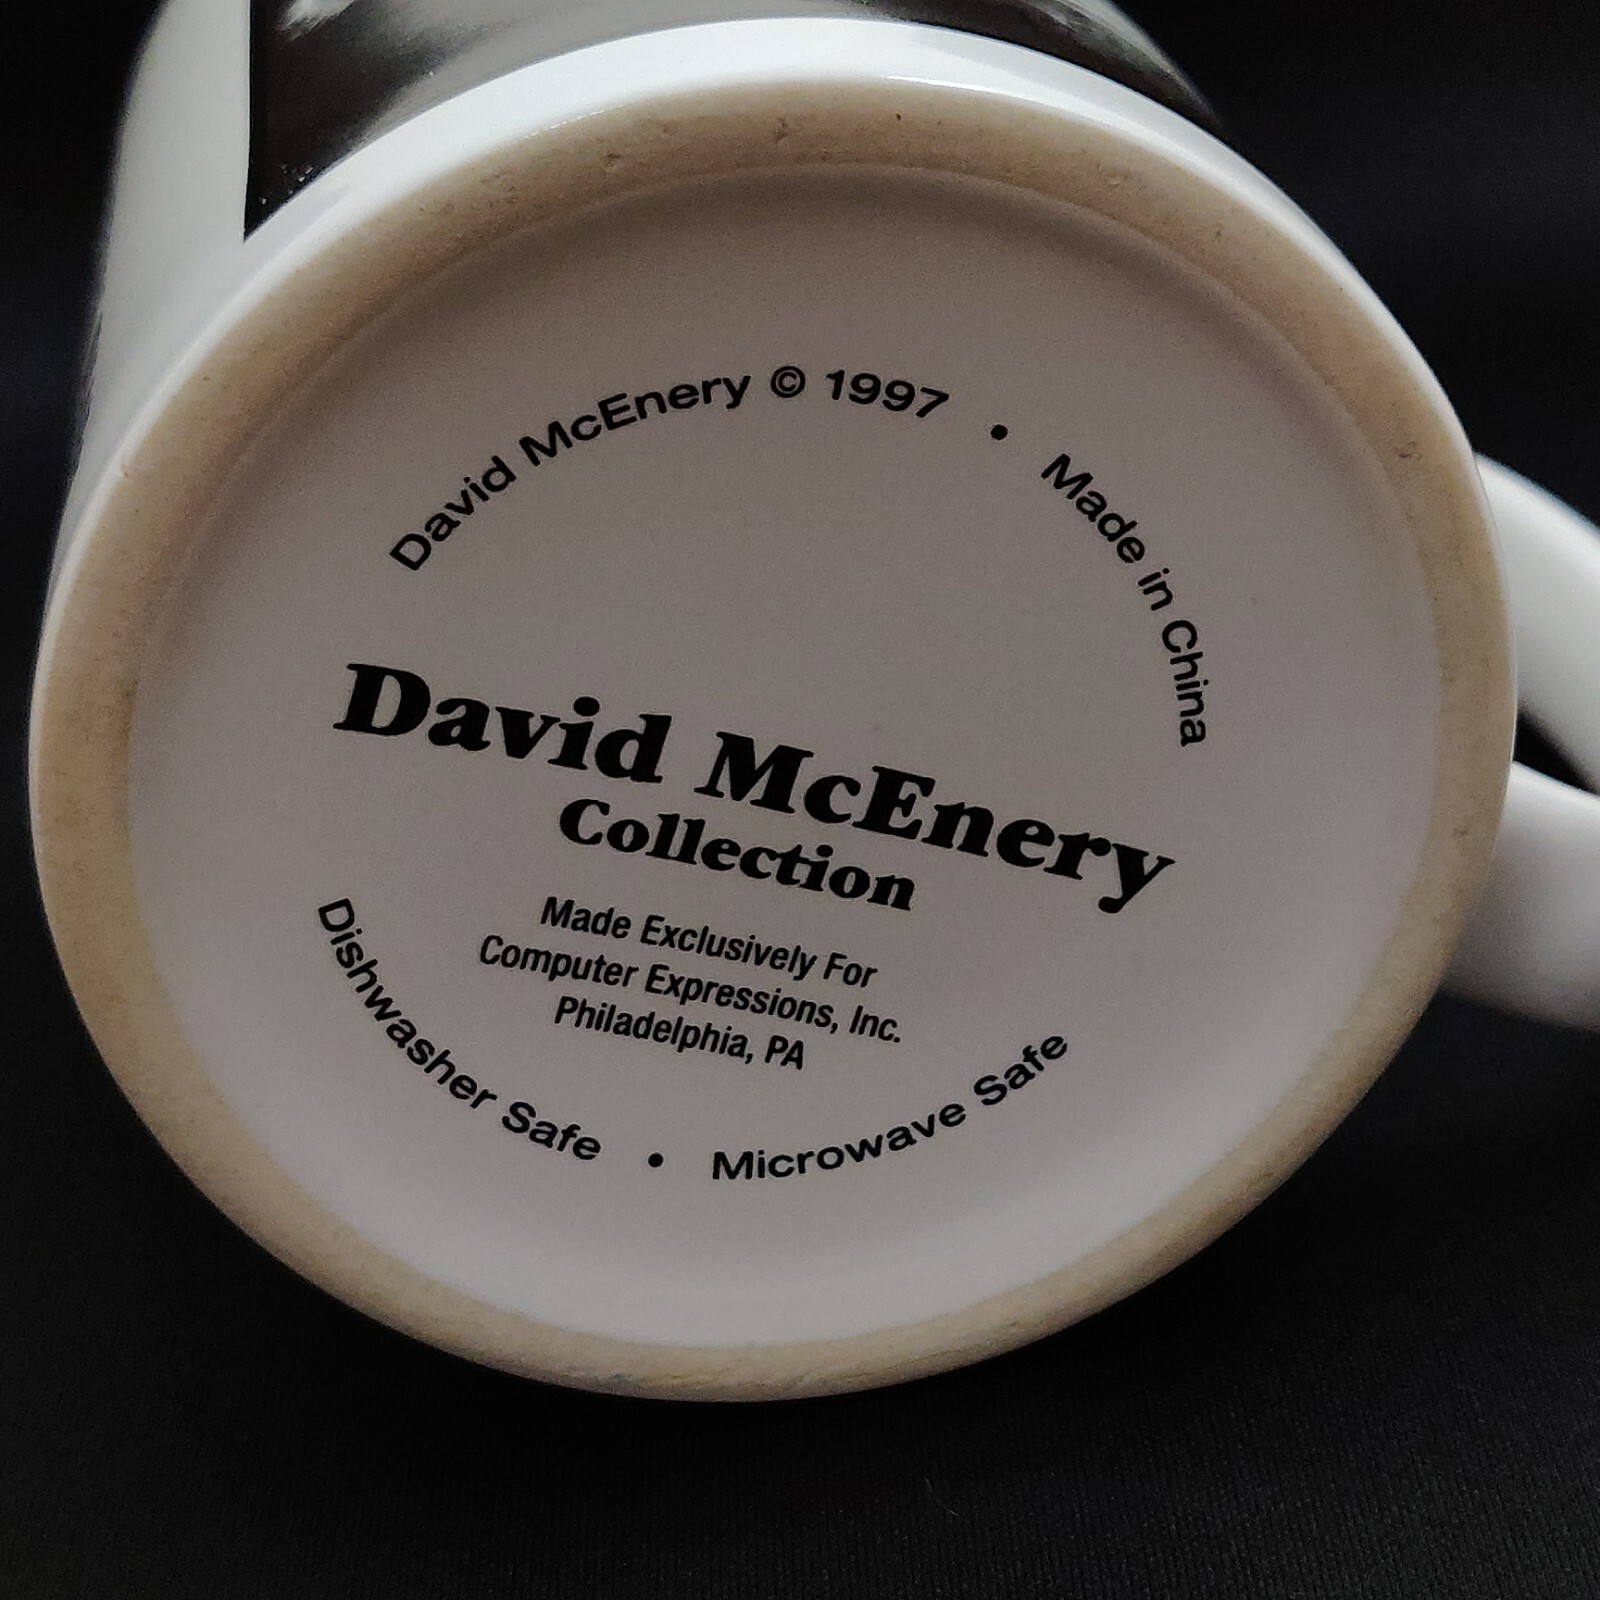 David McEnery © 1997 • Made in China
David McEnery
Collection
Made Exclusively For
Computer Expressions, Inc.
Philadelphia, PA
Dishwasher Safe • Microwave Safe